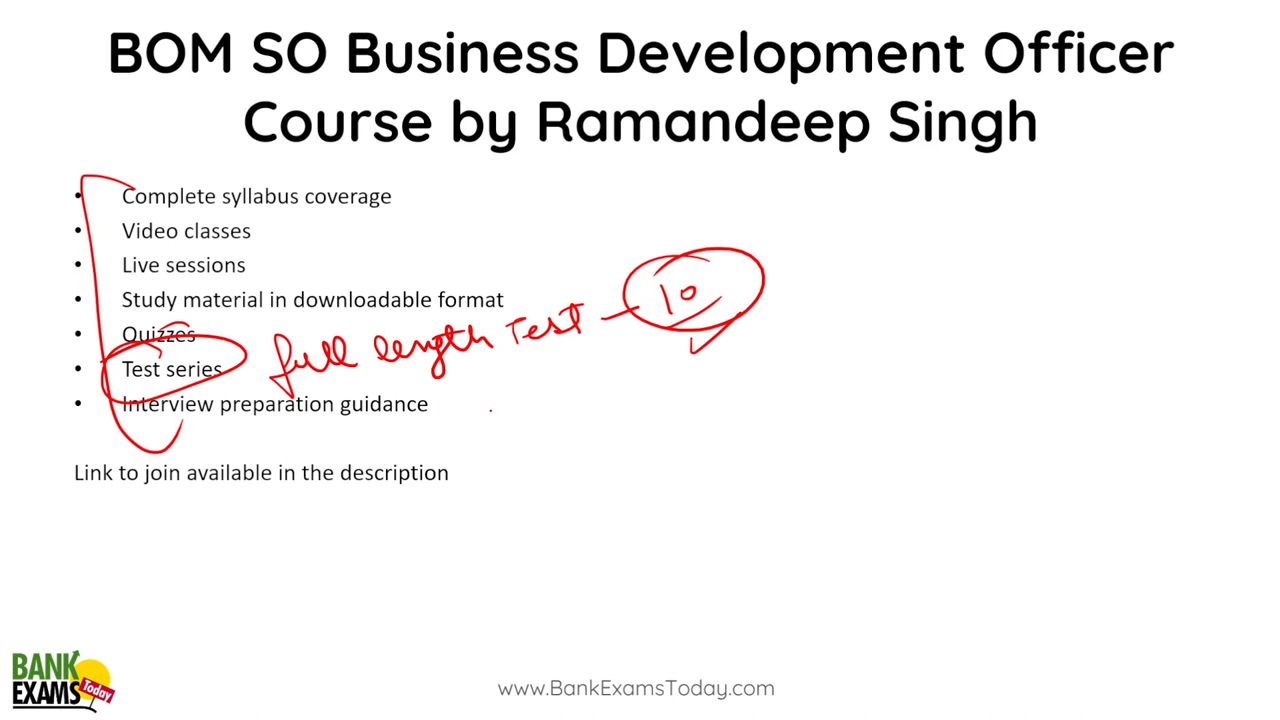 BOM SO Business Development Officer
Course by Ramandeep Singh
• Complete syllabus coverage
• Video classes
• Live sessions
• Study material in downloadable format
• Quizzes
• Test series full length Test - 10
• Interview preparation guidance
Link to join available in the description
BANK
EXAMS Today
www.BankExamsToday.com